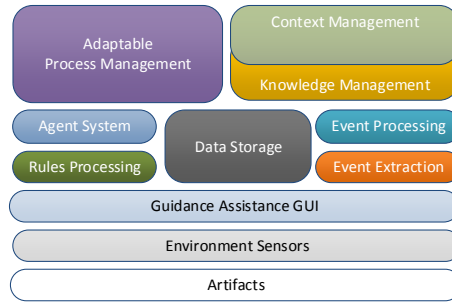 Adaptable
Process Management
Context Management
Knowledge Management
Agent System
Data Storage
Event Processing
Rules Processing
Event Extraction
Guidance Assistance GUI
Environment Sensors
Artifacts